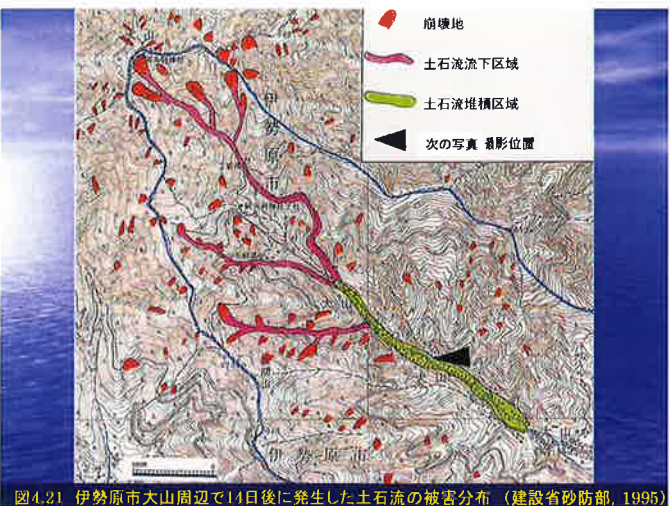 崩壊地
土石流流下区域
土石流堆積区域
次の写真 撮影位置
伊勢原市
伊勢原市
図4.21 伊勢原市大山周辺で14日後に発生した土石流の被害分布 (建設省砂防部, 1995)